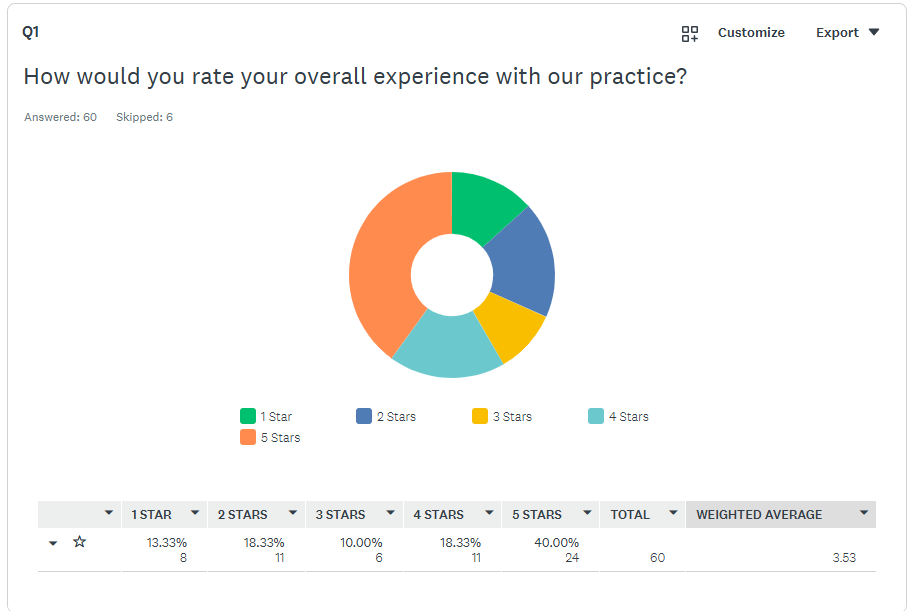 Q1
Customize
Export
How would you rate your overall experience with our practice?
Answered: 60 Skipped: 6
1 Star 2 Stars 3 Stars 4 Stars
5 Stars
1 STAR 2 STARS 3 STARS 4 STARS 5 STARS TOTAL WEIGHTED AVERAGE
13.33% 18.33% 10.00% 18.33% 40.00%
8 11 6 11 24 60 3.53